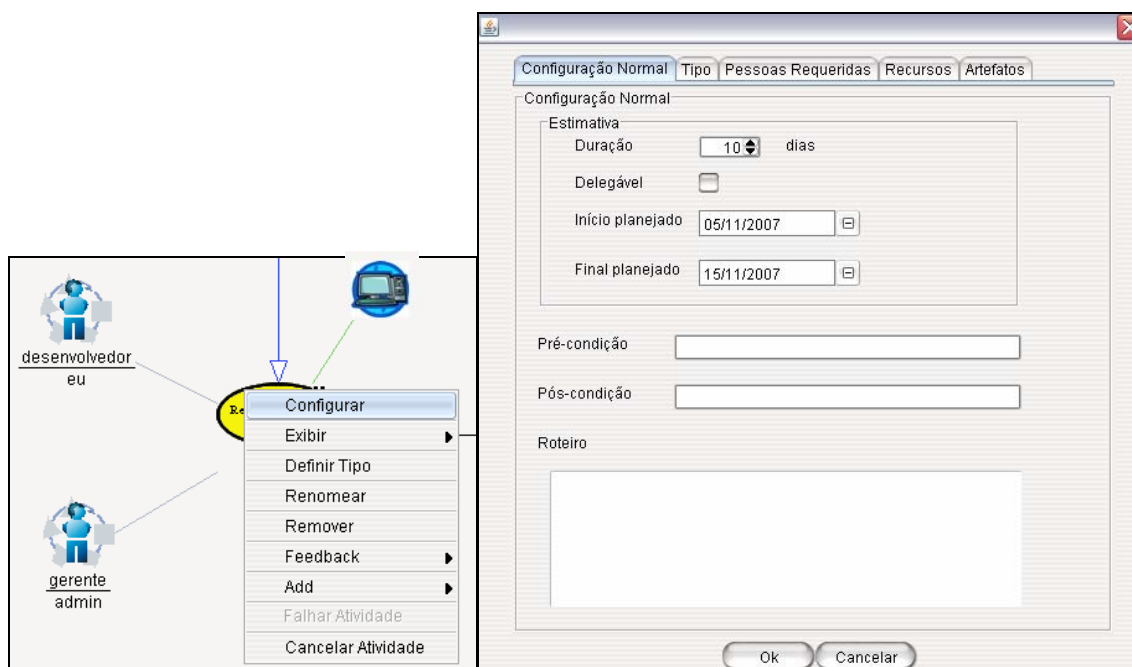 desenvolvedor
eu
gerente
admin
Configurar
Exibir
Definir Tipo
Renomear
Remover
Feedback
Add
Falhar Atividade
Cancelar Atividade
Configuração Normal Tipo Pessoas Requeridas Recursos Artefatos
Configuração Normal
Estimativa
Duração 10 dias
Delegável
Início planejado 05/11/2007
Final planejado 15/11/2007
Pré-condição
Pós-condição
Roteiro
Ok Cancelar